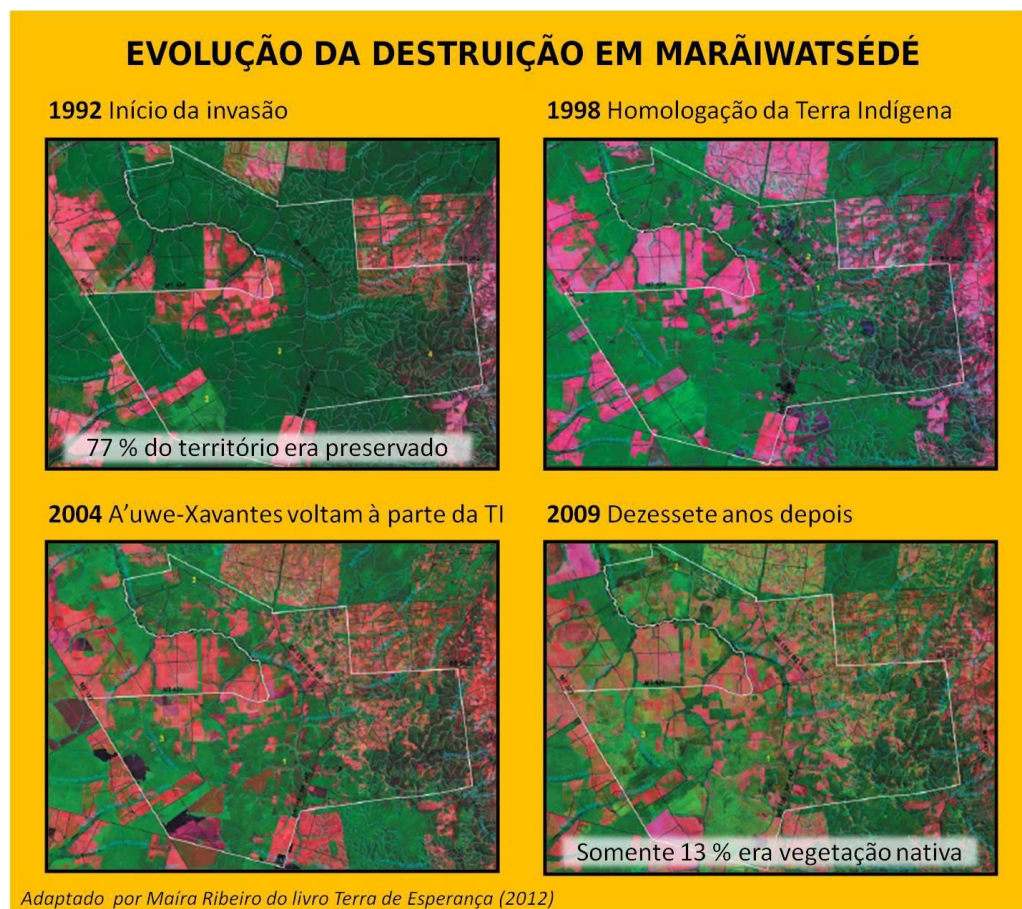 EVOLUÇÃO DA DESTRUIÇÃO EM MARÃIWATSÉDÉ
1992 Início da invasão
1998 Homologação da Terra Indígena
77 % do território era preservado
2004 A'uwe-Xavantes voltam à parte da TI
2009 Dezessete anos depois
Somente 13 % era vegetação nativa
Adaptado por Maíra Ribeiro do livro Terra de Esperança (2012)